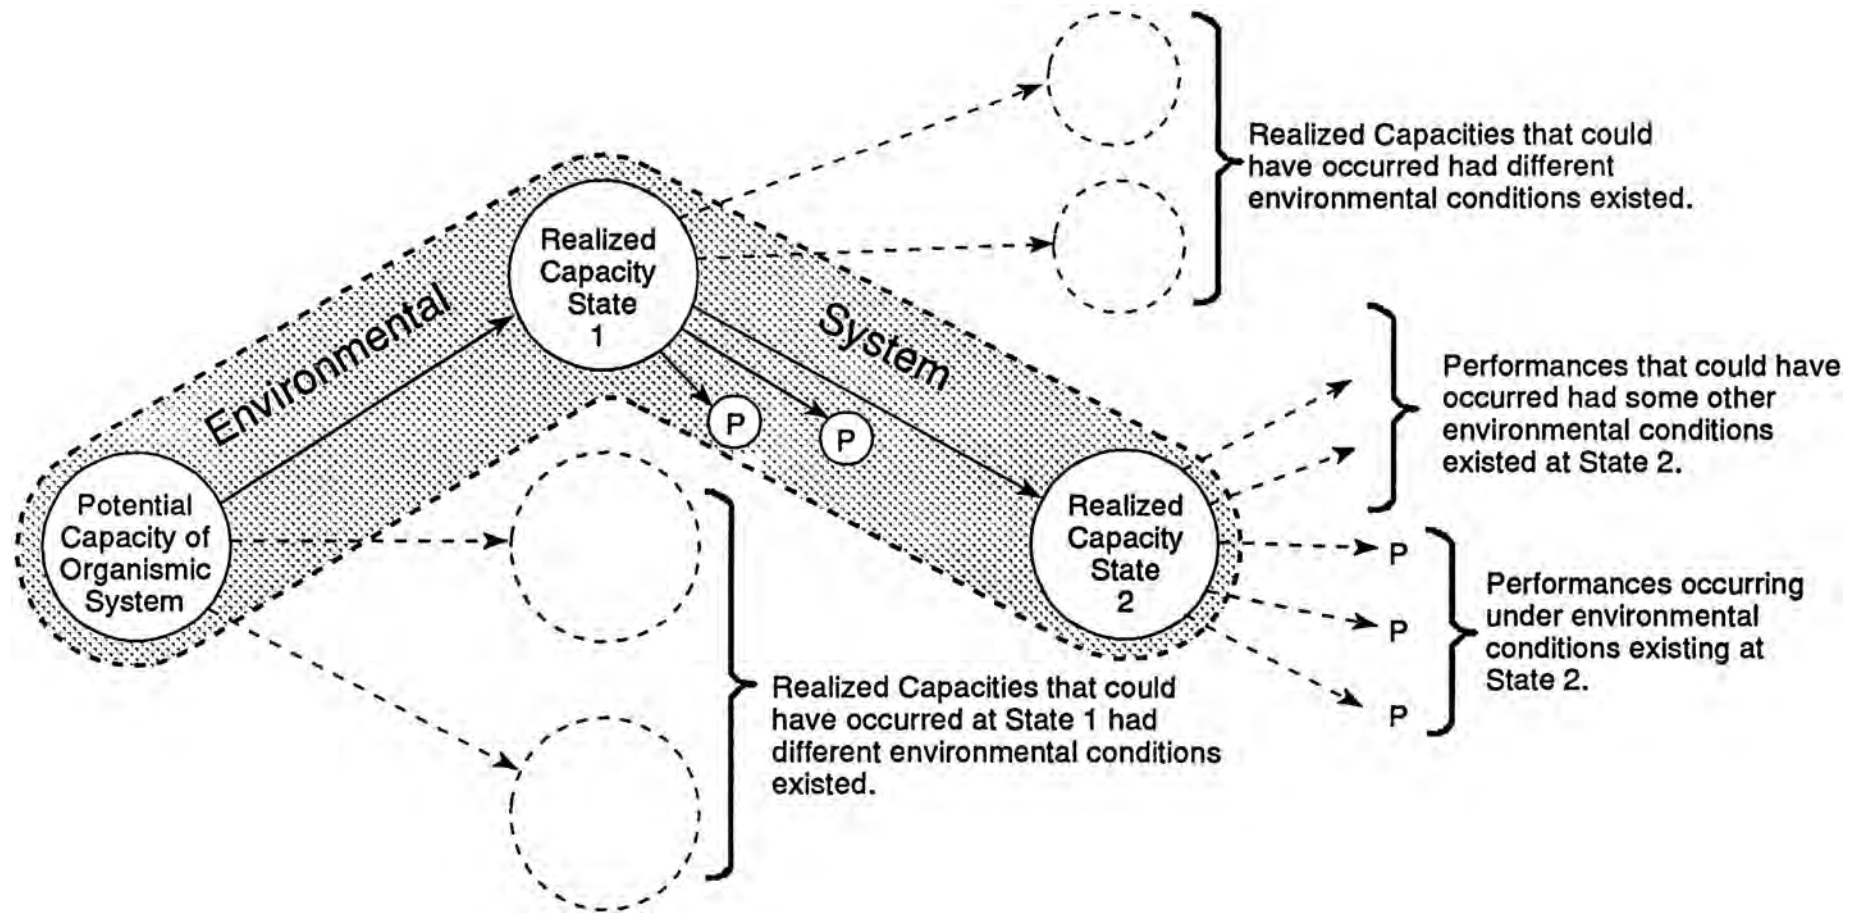 Realized Capacities that could
have occurred had different
environmental conditions existed.
Realized
Capacity
State
1
Environmental
System
P
P
Performances that could have
occurred had some other
environmental conditions
existed at State 2.
Potential
Capacity of
Organismic
System
Realized
Capacity
State
2
P
P
P
Performances occurring
under environmental
conditions existing at
State 2.
Realized Capacities that could
have occurred at State 1 had
different environmental conditions
existed.